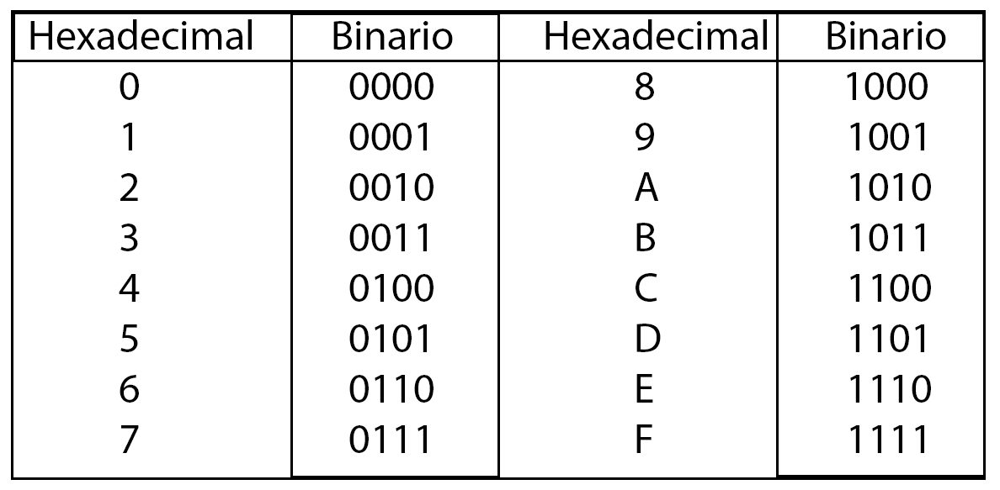 Hexadecimal Binario Hexadecimal Binario
0 0000 8 1000
1 0001 9 1001
2 0010 A 1010
3 0011 B 1011
4 0100 C 1100
5 0101 D 1101
6 0110 E 1110
7 0111 F 1111